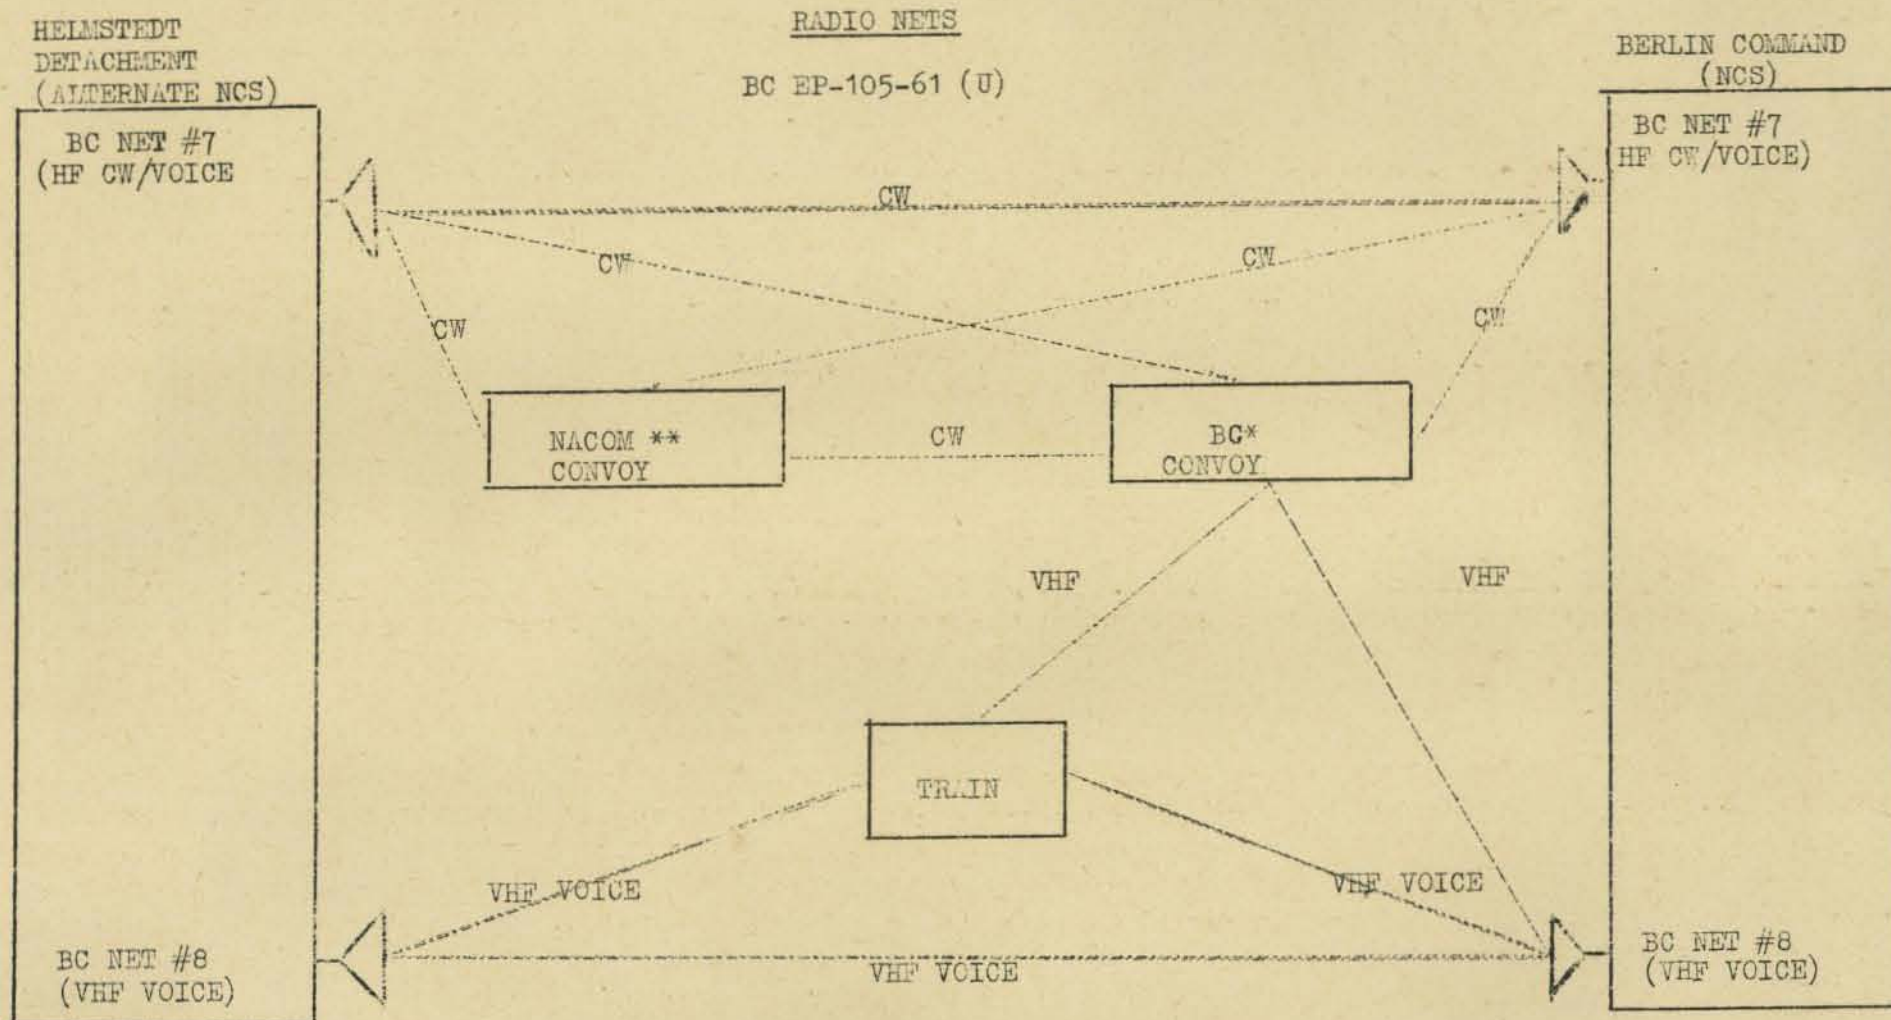 RADIO NETS
BC EP-105-61 (U)
HELMSTEDT
DETACHMENT
(ALTERNATE NCS)
BC NET #7
(HF CW/VOICE
BERLIN COMMAND
(NCS)
BC NET #7
HF CW/VOICE)
CW
CW
CW
CW
CW
NACOM **
CONVOY
CW
BG*
CONVOY
VHF
VHF
TRAIN
VHF VOICE
VHF VOICE
BC NET #8
(VHF VOICE)
VHF VOICE
BC NET #8
(VHF VOICE)